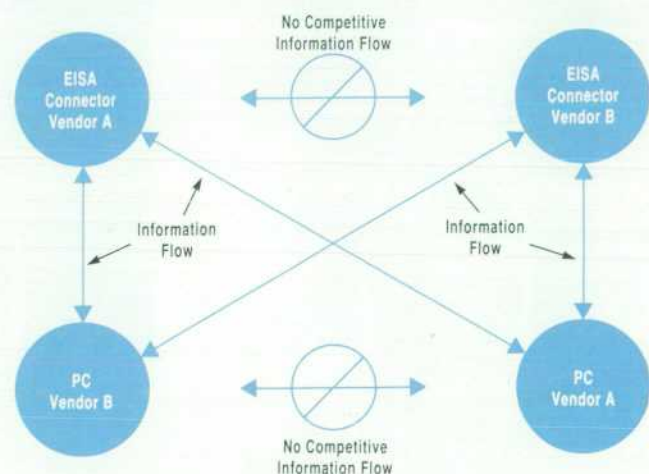 No Competitive
Information Flow
EISA
Connector
Vendor A
EISA
Connector
Vendor B
Information
Flow
Information
Flow
PC
Vendor B
PC
Vendor A
No Competitive
Information Flow